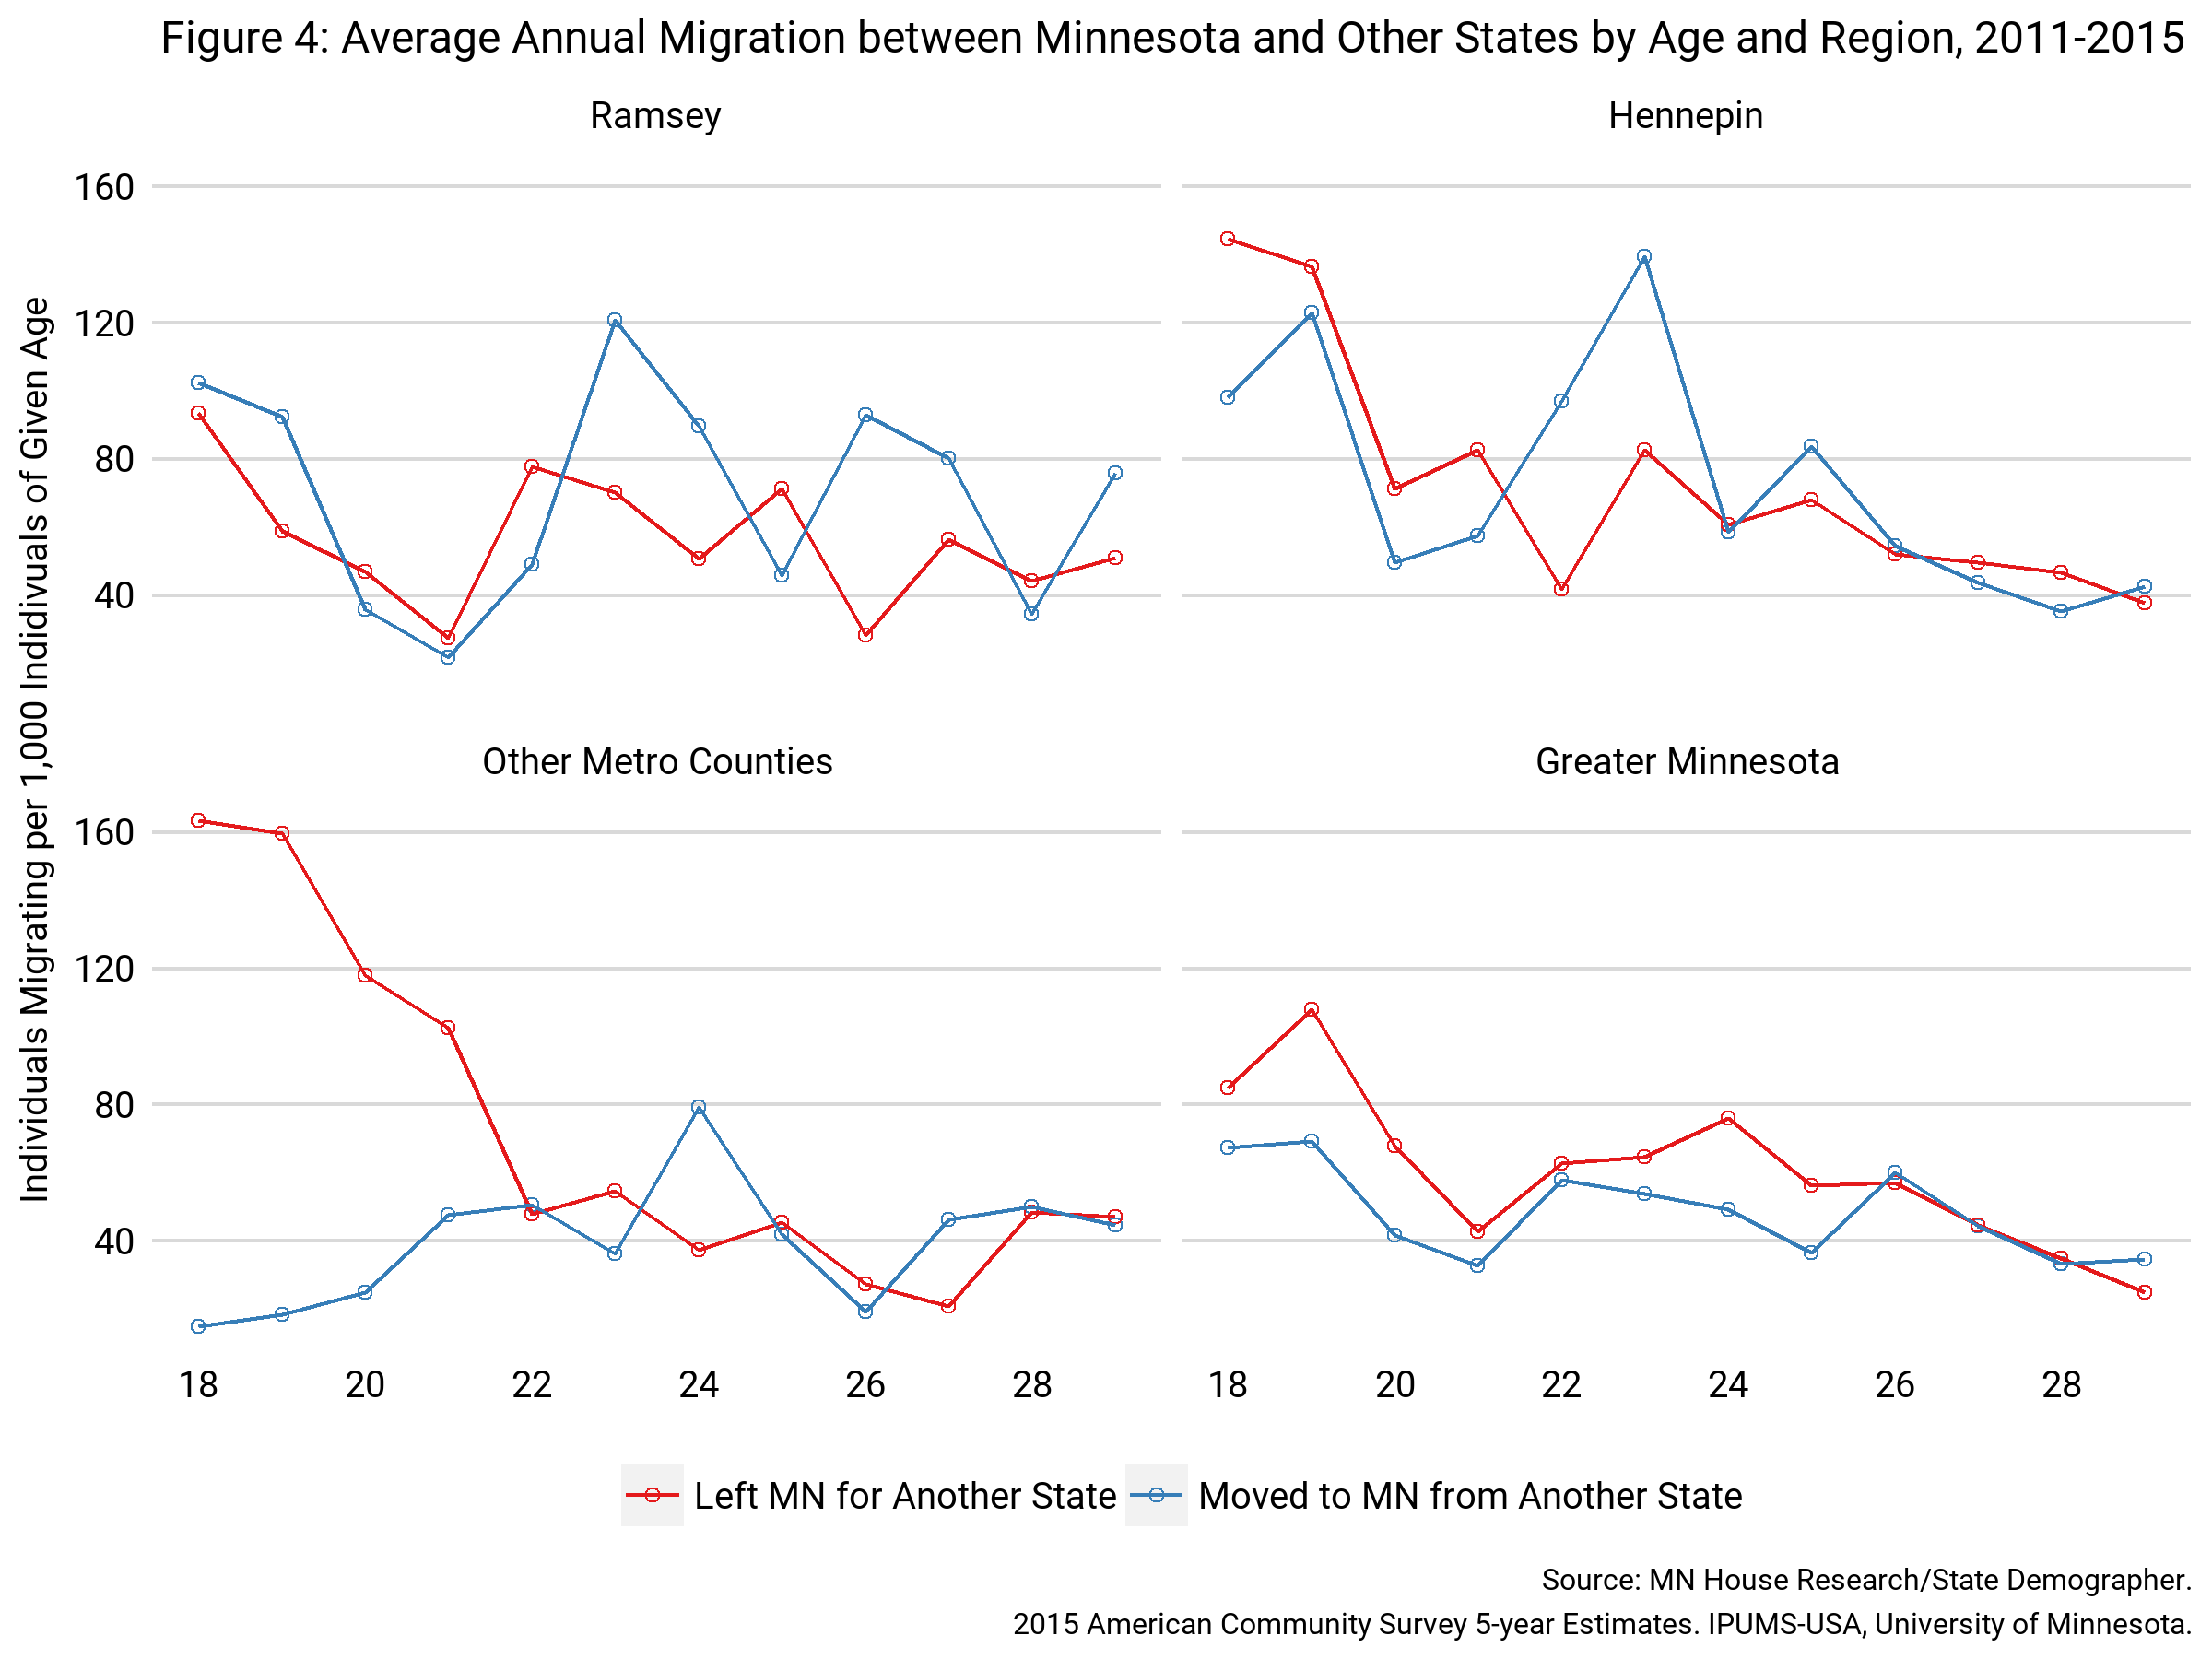 Figure 4: Average Annual Migration between Minnesota and Other States by Age and Region, 2011-2015
Ramsey
Hennepin
Individuals Migrating per 1,000 Indidivuals of Given Age
160
120
80
40
Other Metro Counties
Greater Minnesota
160
120
80
40
18 20 22 24 26 28
18 20 22 24 26 28
Left MN for Another State
Moved to MN from Another State
Source: MN House Research/State Demographer.
2015 American Community Survey 5-year Estimates. IPUMS-USA, University of Minnesota.